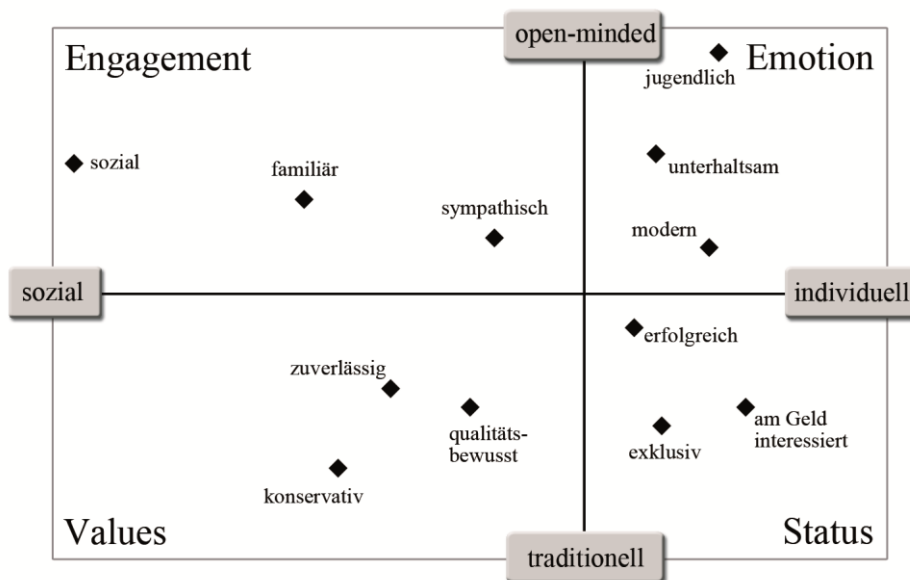 open-minded
Engagement
Emotion
jugendlich
sozial
familiär
unterhaltsam
sympathisch
modern
sozial
individuell
erfolgreich
zuverlässig
qualitäts-
bewusst
am Geld
interessiert
exklusiv
konservativ
Values
Status
traditionell